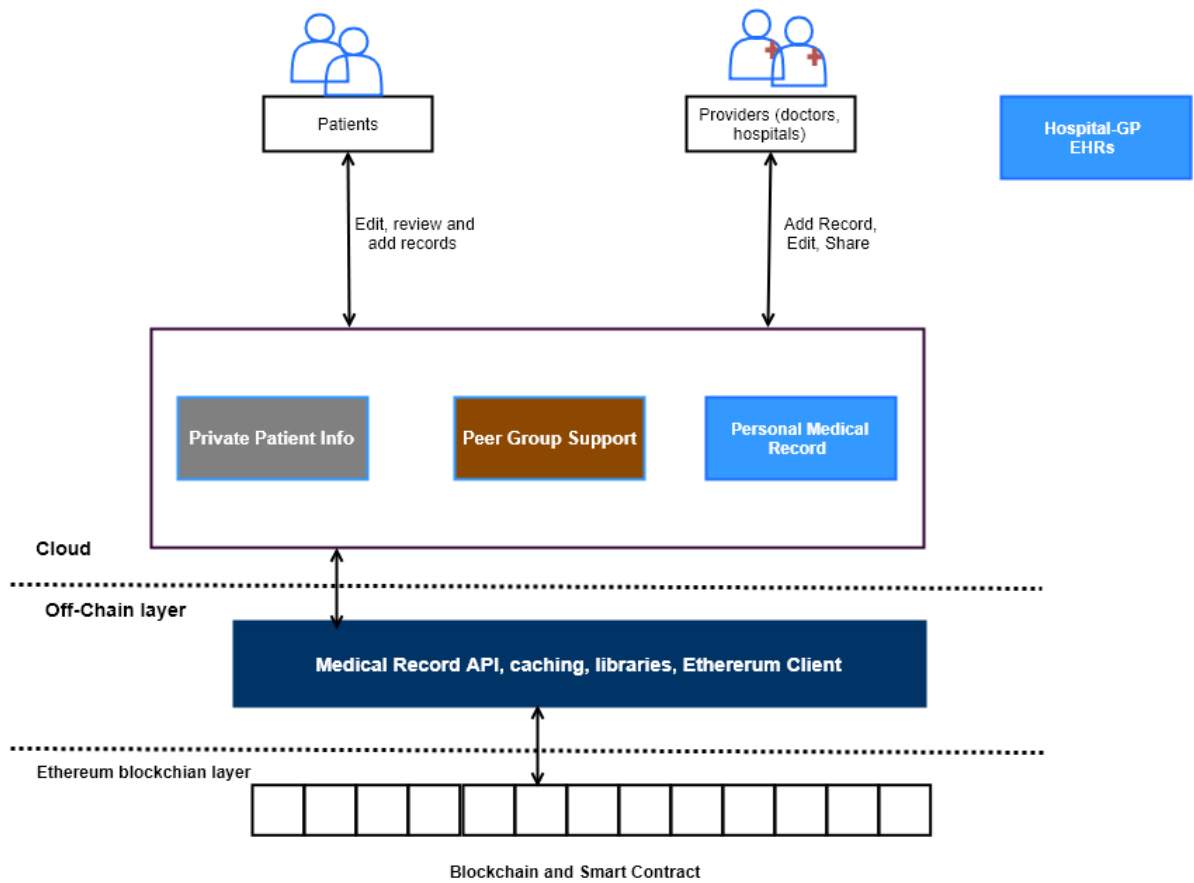 Patients
Providers (doctors,
hospitals)
Hospital-GP
EHRs
Edit, review and
add records
Add Record,
Edit, Share
Private Patient Info
Peer Group Support
Personal Medical
Record
Cloud
Off-Chain layer
Medical Record API, caching, libraries, Ethererum Client
Ethereum blockchian layer
Blockchain and Smart Contract